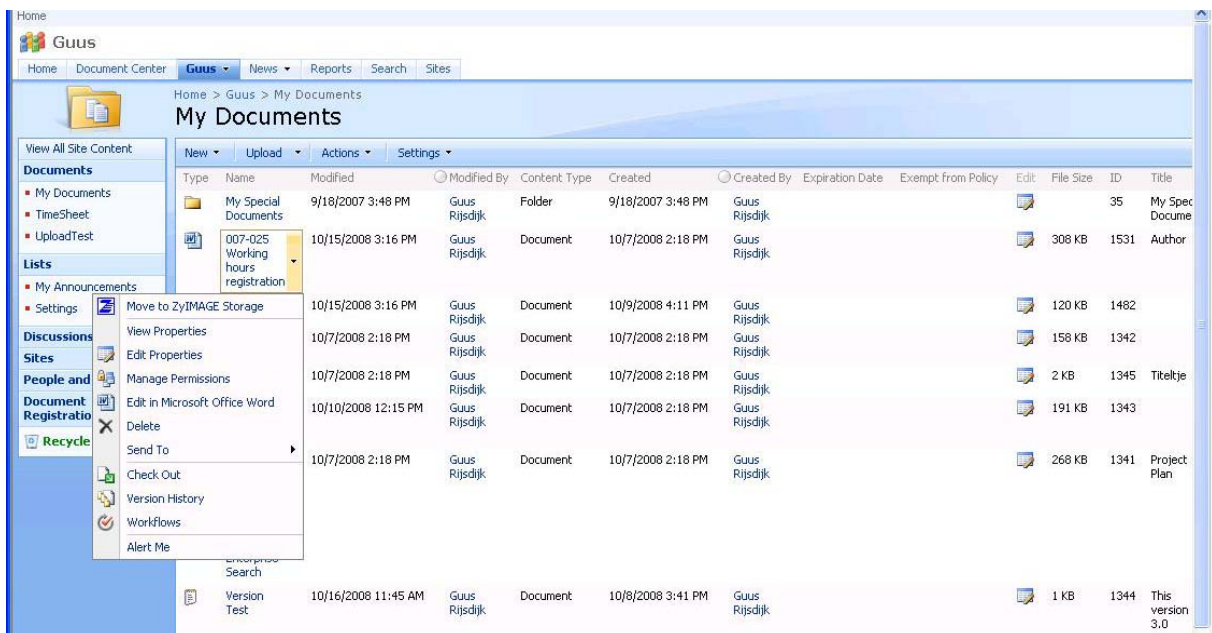 Home
Guus
Home Document Center Guus News Reports Search Sites
Home > Guus > My Documents
My Documents
View All Site Content
Documents
My Documents
TimeSheet
UploadTest
Lists
My Announcements
Settings
Discussions
Sites
People and
Document
Registratio
Recycle
New Upload Actions Settings
Type Name Modified Modified By Content Type Created Created By Expiration Date Exempt from Policy Edit File Size ID Title
My Special 9/18/2007 3:48 PM Guus Folder 9/18/2007 3:48 PM Guus 35 My Spec
Documents Rijsdijk Rijsdijk Docume
007-025 10/15/2008 3:16 PM Guus Document 10/7/2008 2:18 PM Guus 308 KB 1531 Author
Working Rijsdijk Rijsdijk
hours
registration
10/15/2008 3:16 PM Guus Document 10/9/2008 4:11 PM Guus 120 KB 1482
Rijsdijk Rijsdijk
10/7/2008 2:18 PM Guus Document 10/7/2008 2:18 PM Guus 158 KB 1342
Rijsdijk Rijsdijk
10/7/2008 2:18 PM Guus Document 10/7/2008 2:18 PM Guus 2 KB 1345 Titeltje
Rijsdijk Rijsdijk
10/10/2008 12:15 PM Guus Document 10/7/2008 2:18 PM Guus 191 KB 1343
Rijsdijk Rijsdijk
10/7/2008 2:18 PM Guus Document 10/7/2008 2:18 PM Guus 268 KB 1341 Project
Rijsdijk Rijsdijk Plan
Search
Version 10/16/2008 11:45 AM Guus Document 10/8/2008 3:41 PM Guus 1 KB 1344 This
Test Rijsdijk Rijsdijk version
3.0
Move to ZyIMAGE Storage
View Properties
Edit Properties
Manage Permissions
Edit in Microsoft Office Word
Delete
Send To
Check Out
Version History
Workflows
Alert Me